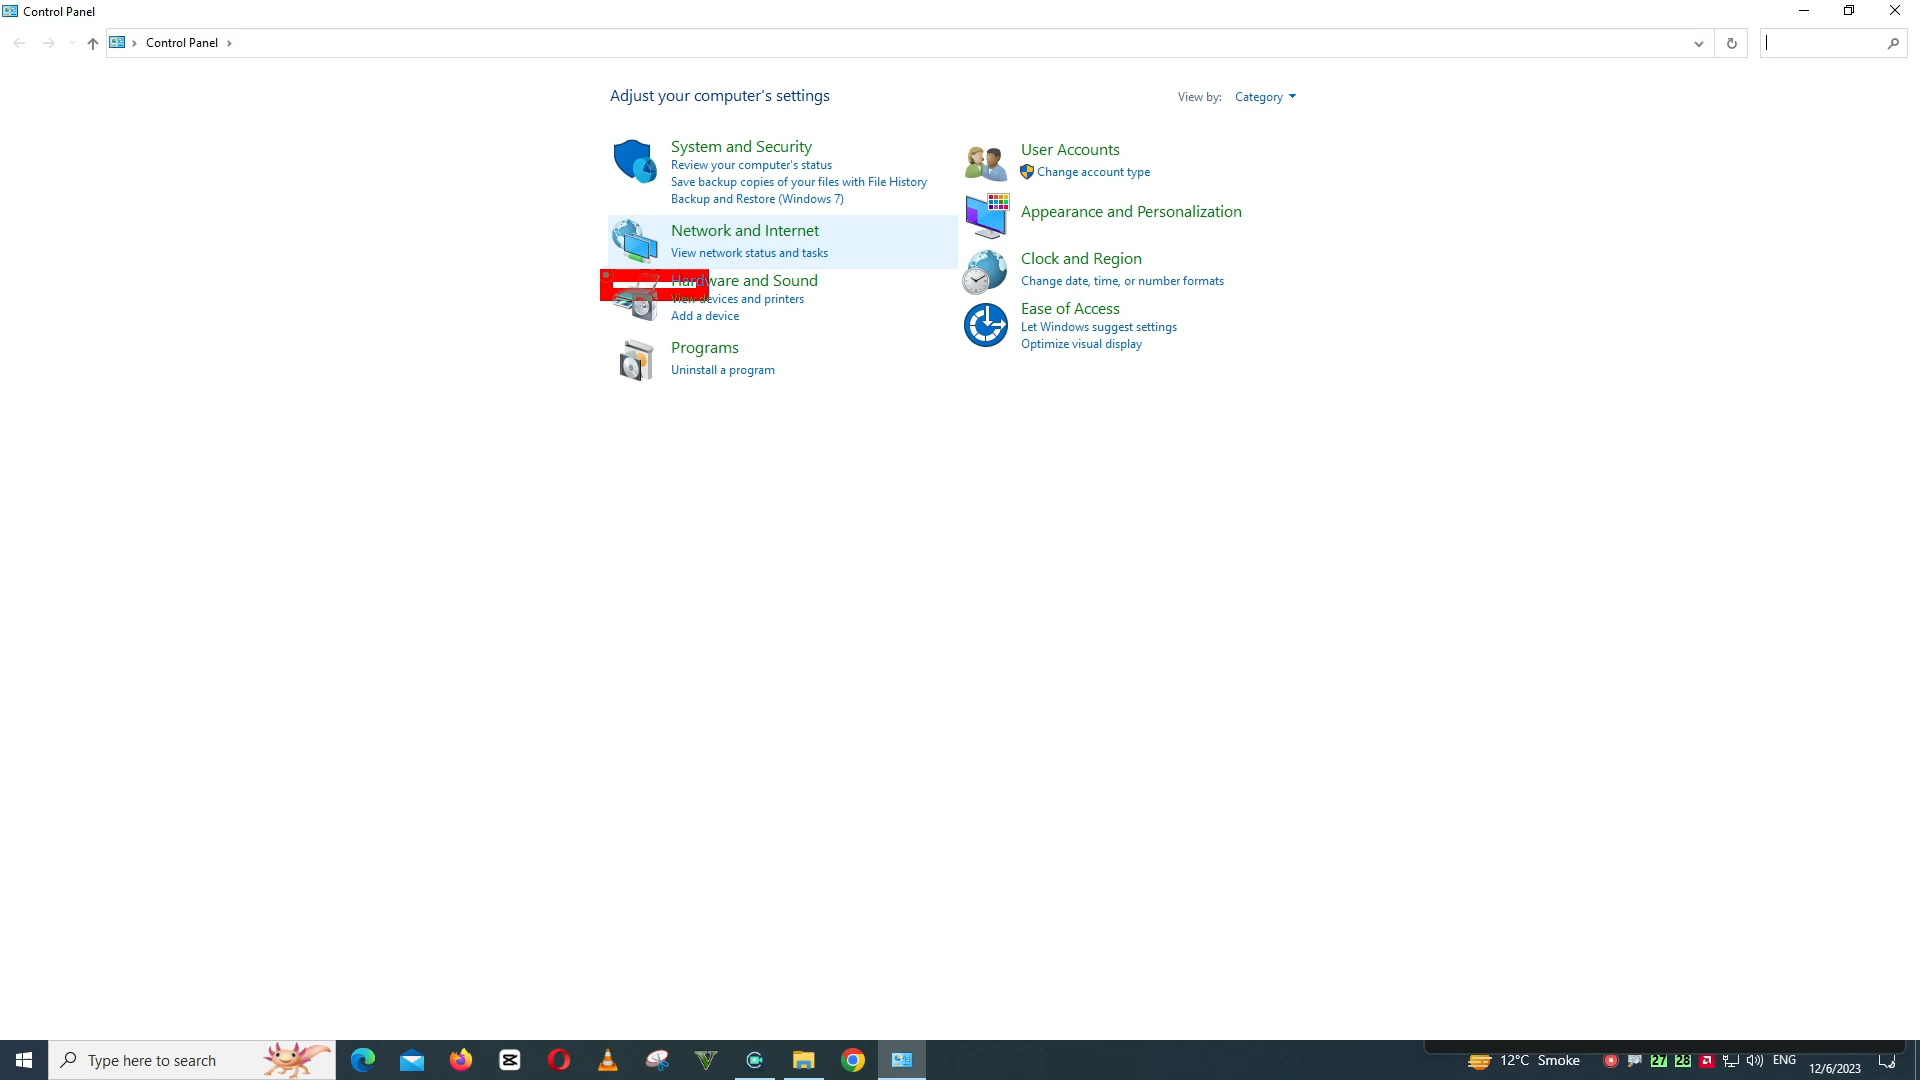 Control Panel
Control Panel
Adjust your computer's settings
View by: Category
System and Security
Review your computer's status
Save backup copies of your files with File History
Backup and Restore (Windows 7)
Network and Internet
View network status and tasks
Hardware and Sound
View devices and printers
Add a device
Programs
Uninstall a program
User Accounts
Change account type
Appearance and Personalization
Clock and Region
Change date, time, or number formats
Ease of Access
Let Windows suggest settings
Optimize visual display
Type here to search
12°C Smoke
27 28
ENG
12/6/2023